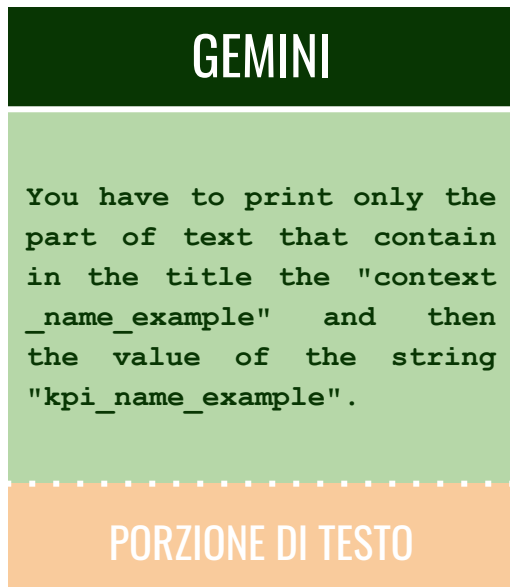 GEMINI
You have to print only the
part of text that contain
in the title the "context
_name_example" and then
the value of the string
"kpi_name_example".
PORZIONE DI TESTO